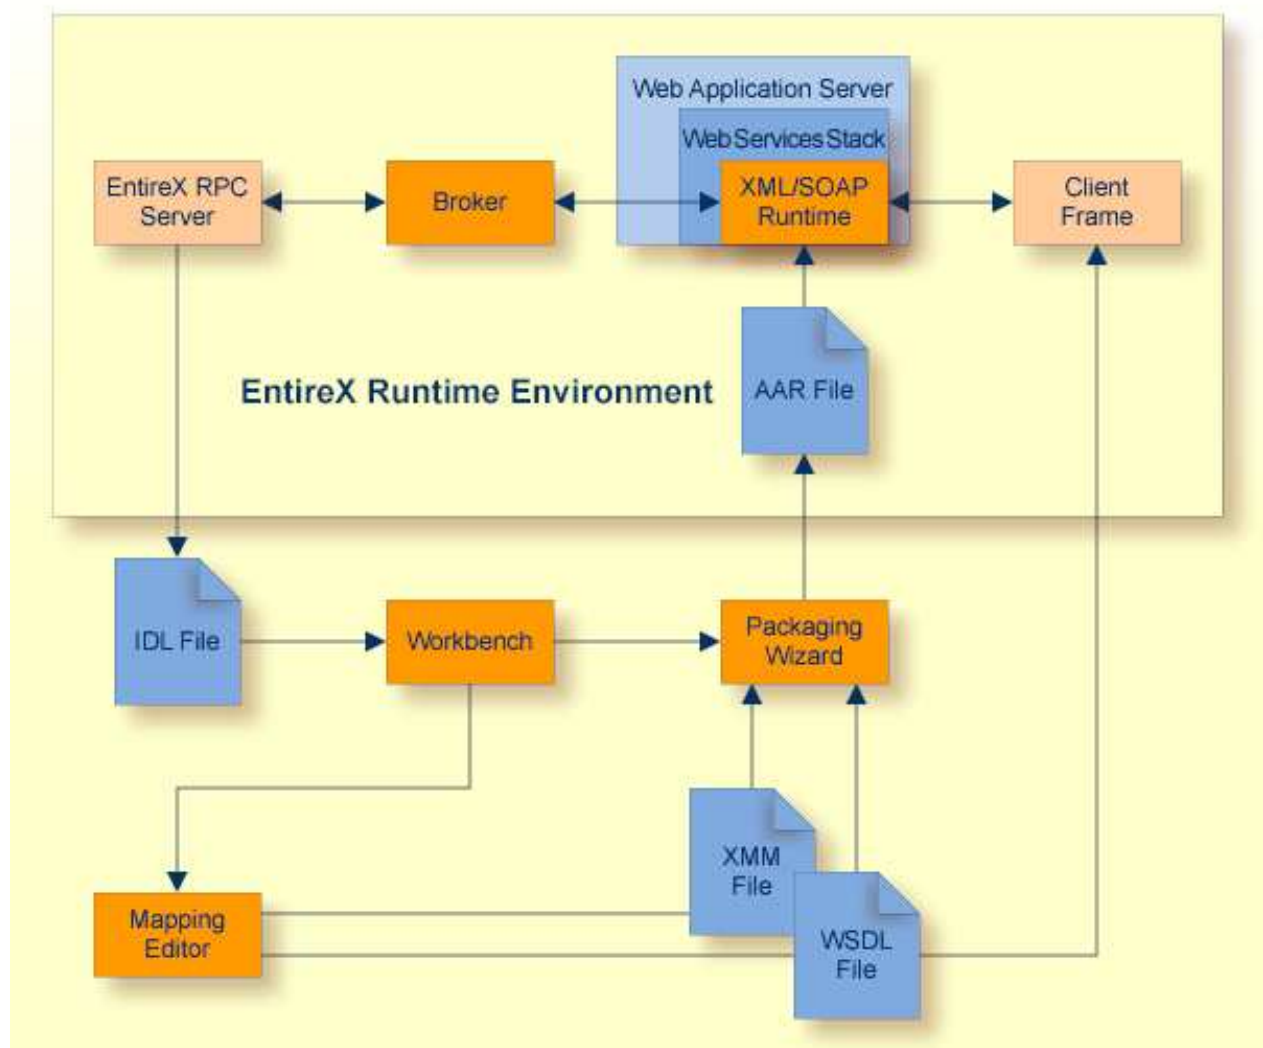 Web Application Server
Web Services Stack
EntireX RPC
Server
Broker
XML/SOAP
Runtime
Client
Frame
EntireX Runtime Environment
AAR File
IDL File
Workbench
Packaging
Wizard
XMM
File
Mapping
Editor
WSDL
File